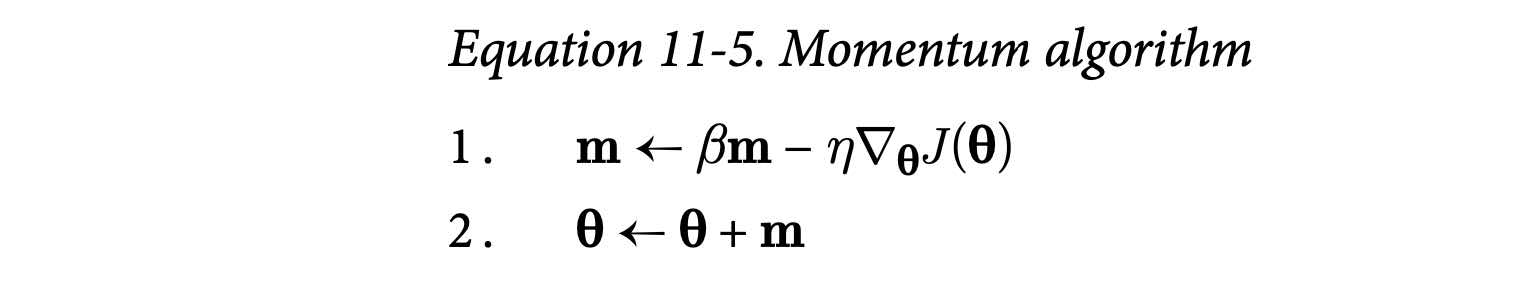 Equation 11-5. Momentum algorithm
1. m ← βm – η∇θJ(θ)
2. θ ← θ + m